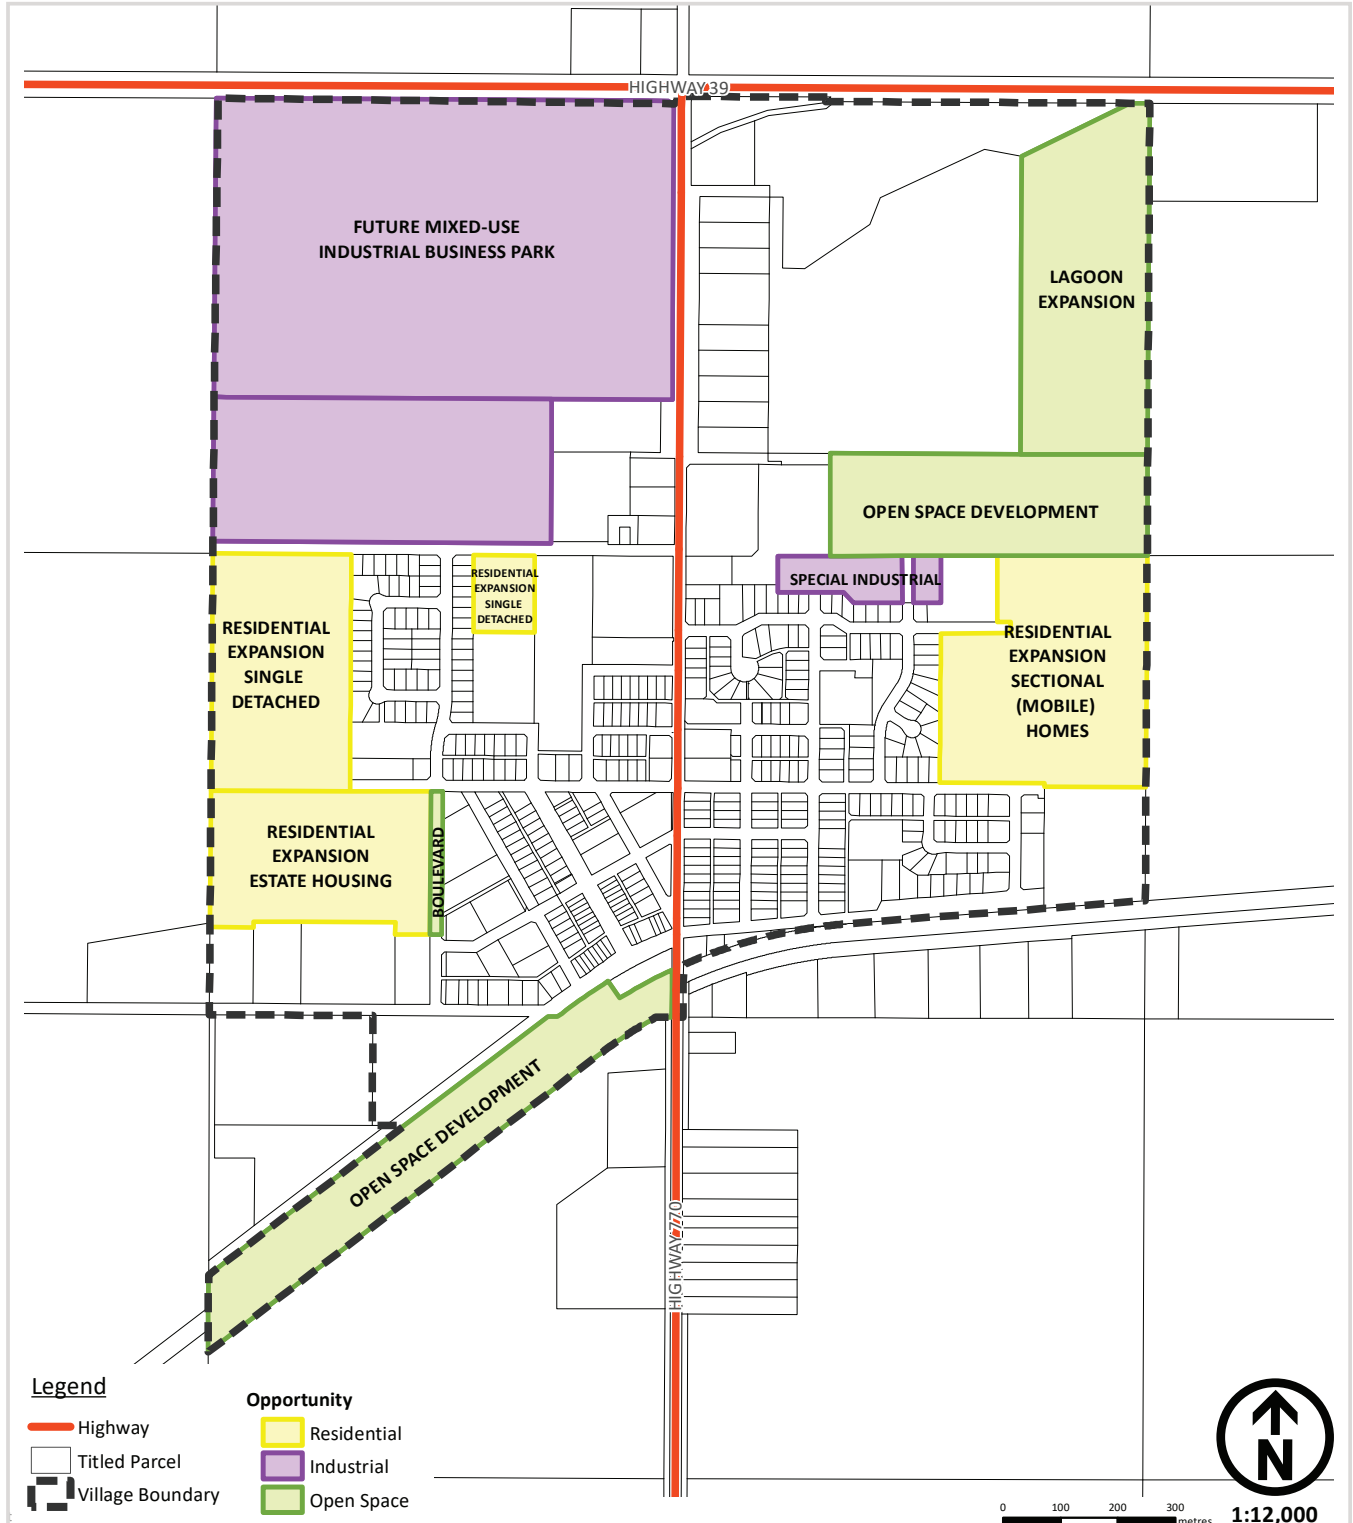 HIGHWAY 39
FUTURE MIXED-USE
INDUSTRIAL BUSINESS PARK
LAGOON
EXPANSION
OPEN SPACE DEVELOPMENT
RESIDENTIAL
EXPANSION
SINGLE
DETACHED
SPECIAL INDUSTRIAL
RESIDENTIAL
EXPANSION
SINGLE
DETACHED
RESIDENTIAL
EXPANSION
SECTIONAL
(MOBILE)
HOMES
RESIDENTIAL
EXPANSION
ESTATE HOUSING
BOULEVARD
OPEN SPACE DEVELOPMENT
HIGHWAY 770
Legend
Highway
Titled Parcel
Village Boundary
Opportunity
Residential
Industrial
Open Space
N
0 100 200 300
metres
1:12,000